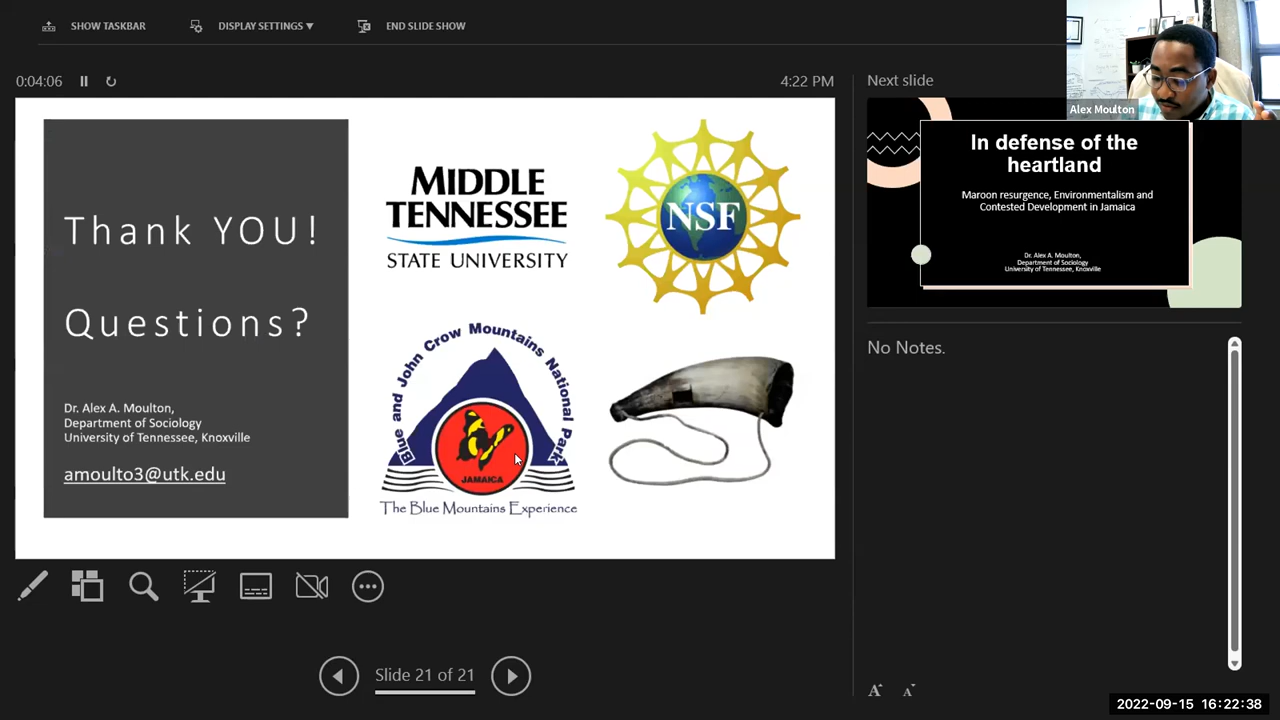 SHOW TASKBAR
DISPLAY SETTINGS ▼
END SLIDE SHOW
0:04:06
4:22 PM
Next slide
Alex Moulton
Thank YOU!
Questions?
Dr. Alex A. Moulton,
Department of Sociology
University of Tennessee, Knoxville
amoulto3@utk.edu
MIDDLE
TENNESSEE
STATE UNIVERSITY
NSF
Blue and John Crow Mountains National Park
JAMAICA
The Blue Mountains Experience
In defense of the
heartland
Maroon resurgence, Environmentalism and
Contested Development in Jamaica
Dr. Alex A. Moulton,
Department of Sociology
University of Tennessee, Knoxville
No Notes.
Slide 21 of 21
A A
2022-09-15 16:22:38